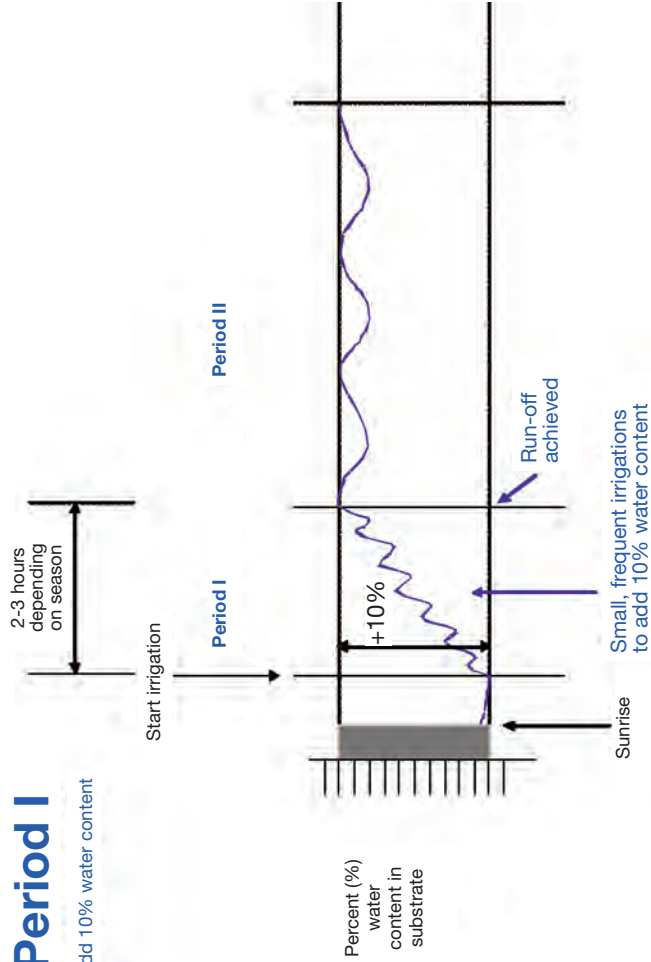 Period I
dd 10% water content
2-3 hours
depending
on season
Start irrigation
Period I
Period II
+10%
Percent (%)
water
content in
substrate
Run-off
achieved
Small, frequent irrigations
to add 10% water content
Sunrise